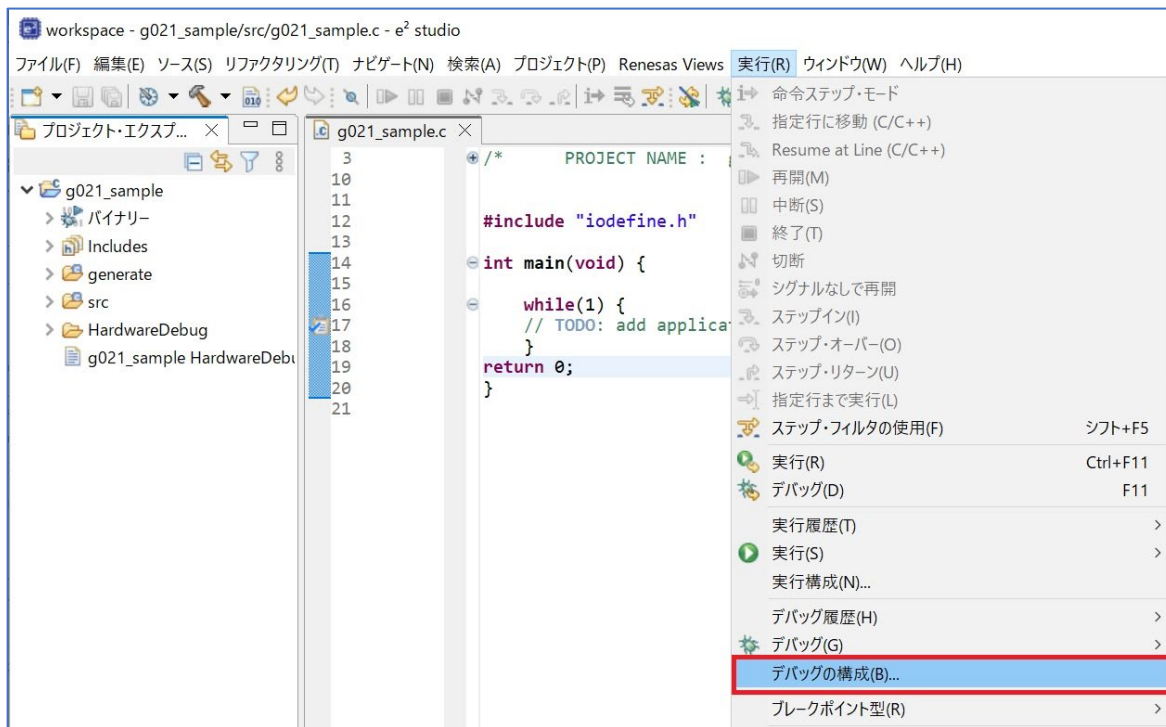 workspace - g021_sample/src/g021_sample.c - e² studio
ファイル(F) 編集(E) ソース(S) リファクタリング(T) ナビゲート(N) 検索(A) プロジェクト(P) Renesas Views 実行(R) ウィンドウ(W) ヘルプ(H)
プロジェクト・エクスプ...
g021_sample
バイナリー
Includes
generate
src
HardwareDebug
g021_sample
g021_sample.c
3 /* PROJECT NAME :
10
11
12 #include "iodefine.h"
13
14 int main(void) {
15
16 while(1) {
17 // TODO: add
18 }
19 return 0;
20 }
21
命令ステップ・モード
指定行に移動 (C/C++)
Resume at Line (C/C++)
再開(M)
中断(S)
終了(T)
切断
シグナルなしで再開
ステップイン(I)
ステップ・オーバー(O)
ステップ・リターン(U)
指定行まで実行(L)
ステップ・フィルタの使用(F) シフト+F5
実行(R) Ctrl+F11
デバッグ(D) F11
実行履歴(T)
実行(S)
実行構成(N)...
デバッグ履歴(H)
デバッグ(G)
デバッグの構成(B)...
ブレークポイント型(R)